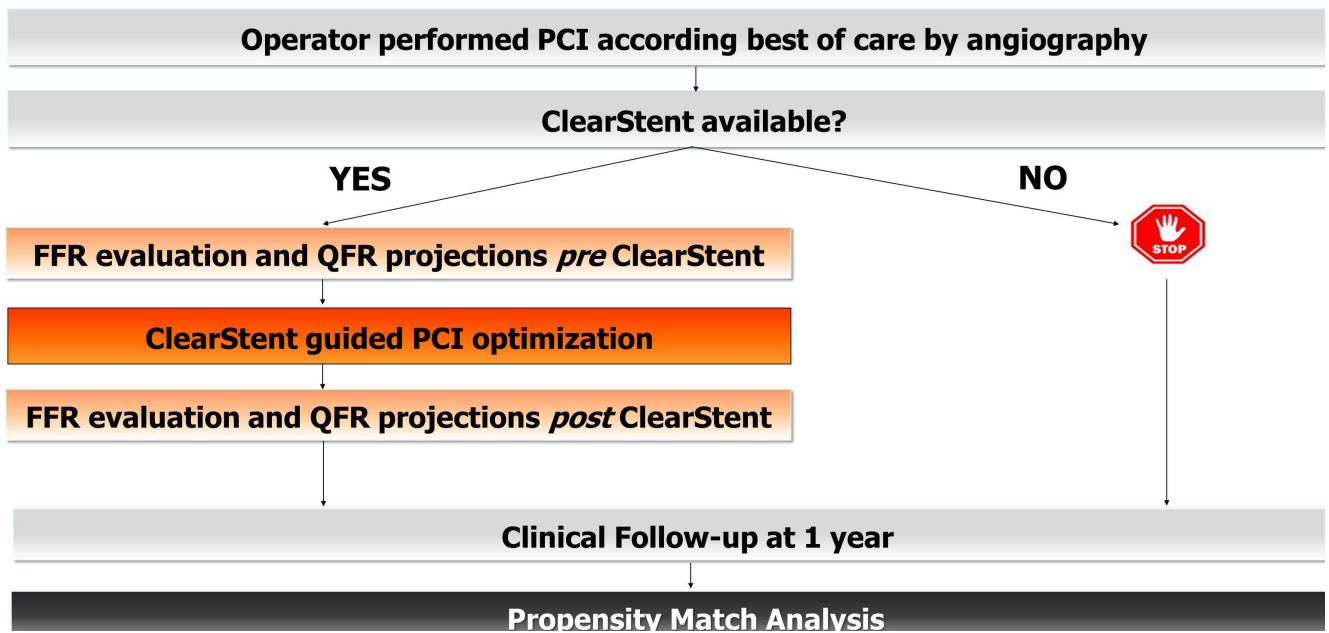 Operator performed PCI according best of care by angiography
ClearStent available?
YES
NO
STOP
FFR evaluation and QFR projections pre ClearStent
ClearStent guided PCI optimization
FFR evaluation and QFR projections post ClearStent
Clinical Follow-up at 1 year
Propensity Match Analysis